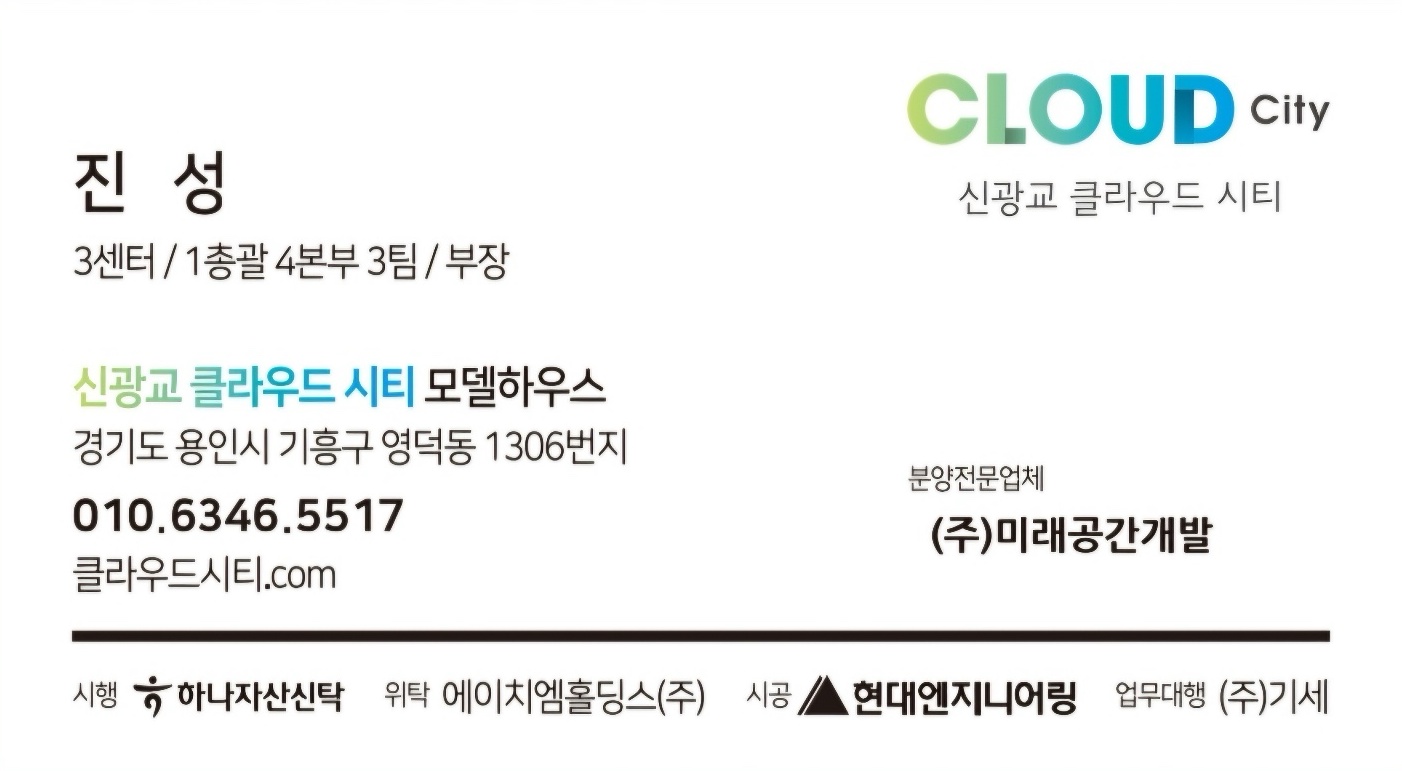 CLOUD City
신광교 클라우드 시티
진 성
3센터 / 1총괄 4본부 3팀 / 부장
신광교 클라우드 시티 모델하우스
경기도 용인시 기흥구 영덕동 1306번지
010.6346.5517
클라우드시티.com
분양전문업체
(주)미래공간개발
시행 하나자산신탁 위탁 에이치엠홀딩스(주) 시공 현대엔지니어링 업무대행 (주)기세